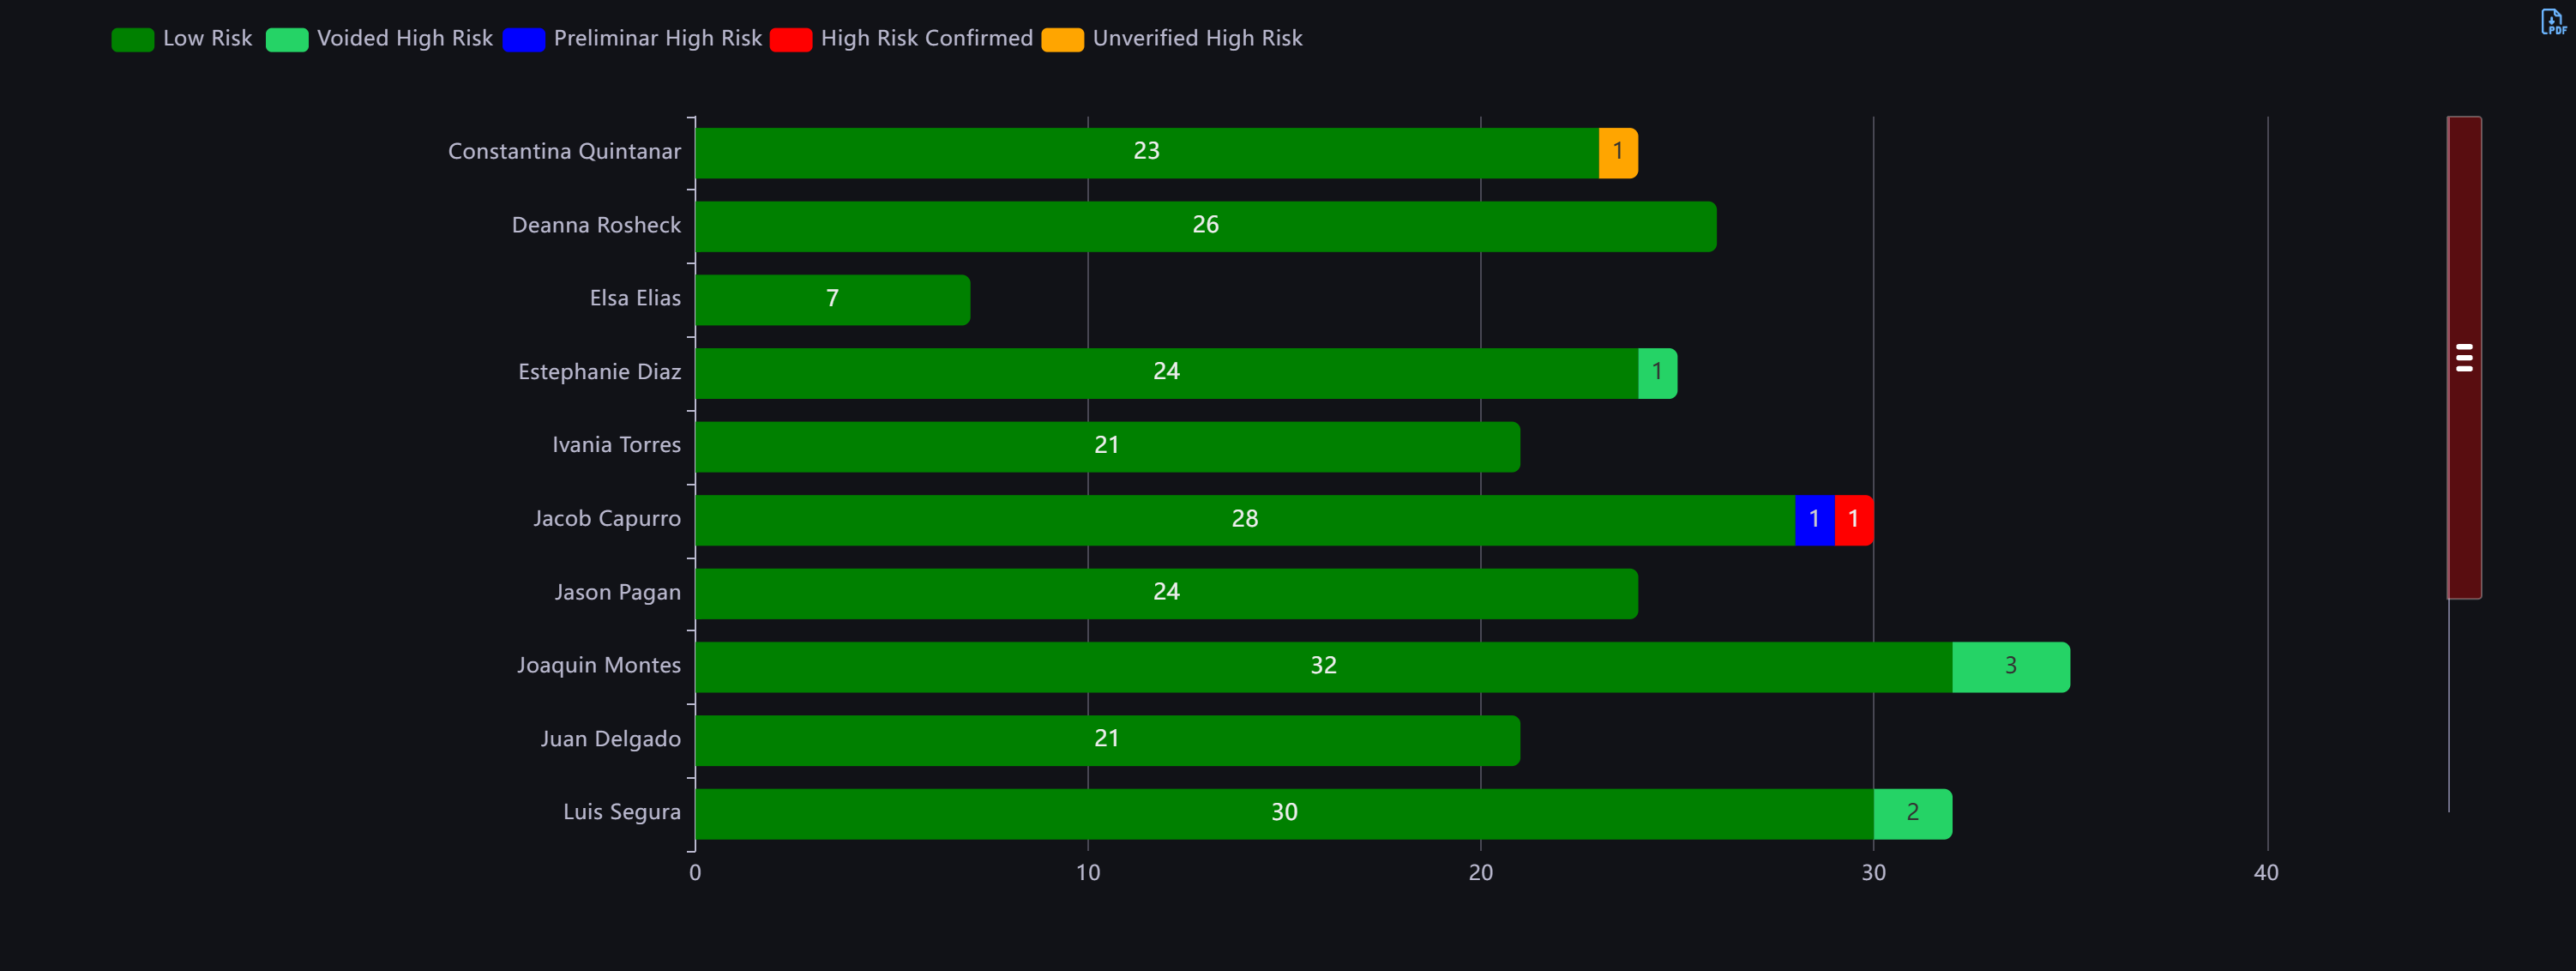 Low Risk Voided High Risk Preliminar High Risk High Risk Confirmed Unverified High Risk
PDF
Constantina Quintanar 23 1
Deanna Rosheck 26
Elsa Elias 7
Estephanie Diaz 24 1
Ivania Torres 21
Jacob Capurro 28 1 1
Jason Pagan 24
Joaquin Montes 32 3
Juan Delgado 21
Luis Segura 30 2
0 10 20 30 40